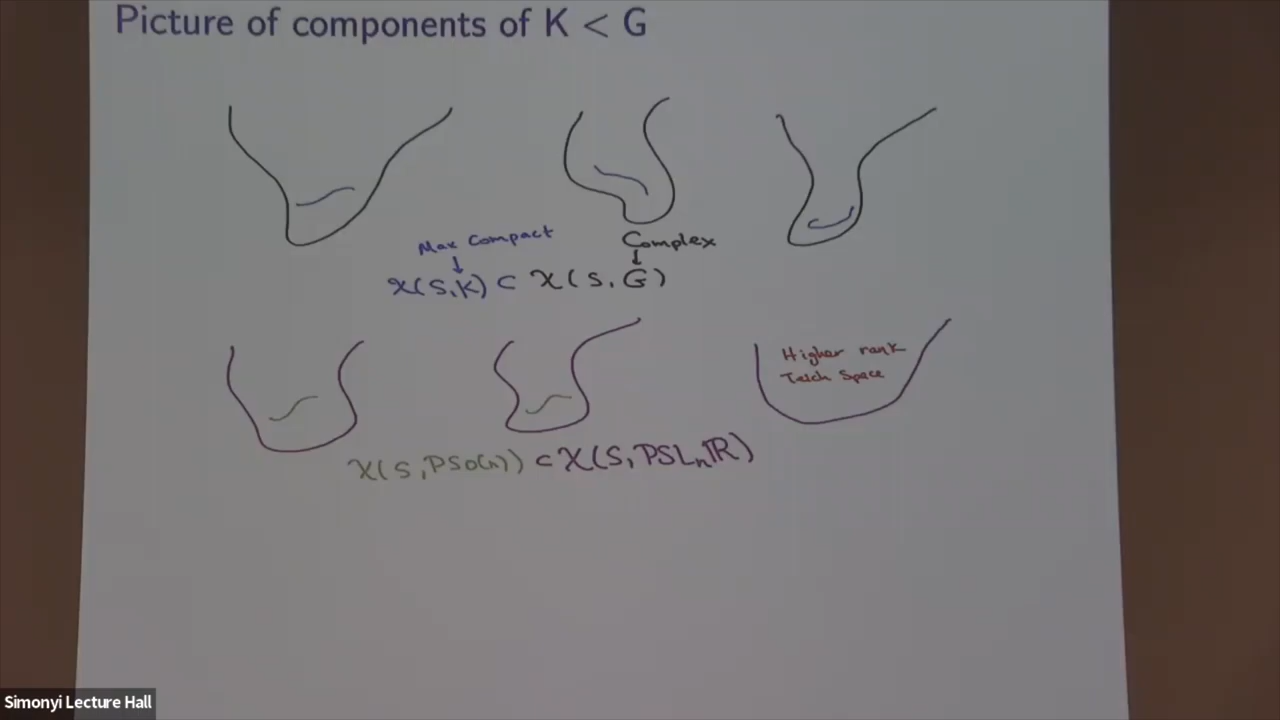 Picture of components of K < G
Max Compact
Complex
↓
↓
𝒳(S,K) ⊂ 𝒳(S,G)
Higher rank
Teich Space
𝒳(S,PSO(n)) ⊂ 𝒳(S,PSLₙℝ)
Simonyi Lecture Hall